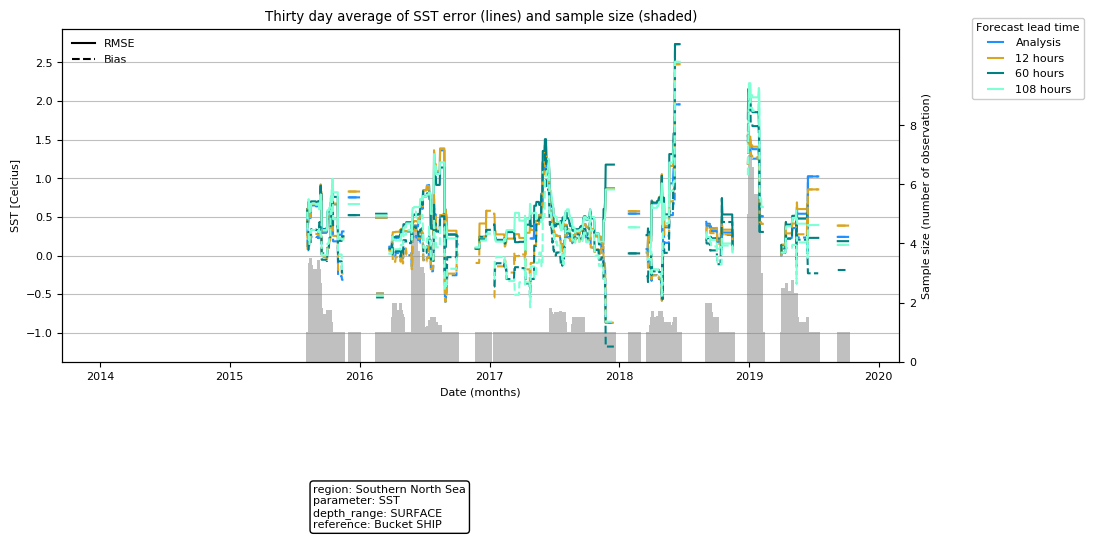 Thirty day average of SST error (lines) and sample size (shaded)
Forecast lead time
Analysis
12 hours
60 hours
108 hours
RMSE
Bias
SST [Celcius]
2.5
2.0
1.5
1.0
0.5
0.0
−0.5
−1.0
8
6
4
2
0
Sample size (number of observation)
2014 2015 2016 2017 2018 2019 2020
Date (months)
region: Southern North Sea
parameter: SST
depth_range: SURFACE
reference: Bucket SHIP